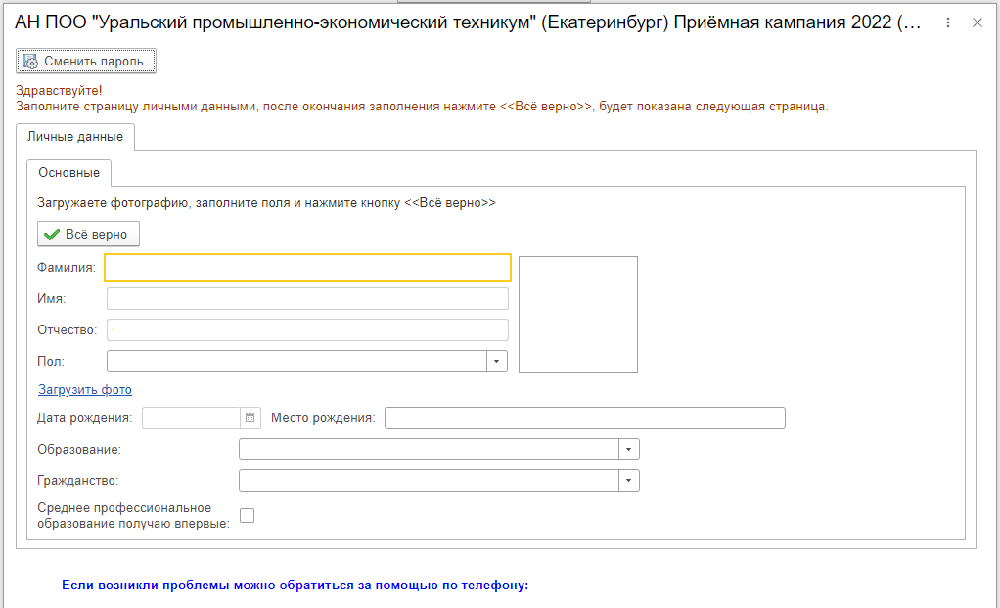 АН ПОО "Уральский промышленно-экономический техникум" (Екатеринбург) Приёмная кампания 2022 (...
Сменить пароль
Здравствуйте!
Заполните страницу личными данными, после окончания заполнения нажмите <<Всё верно>>, будет показана следующая страница.
Личные данные
Основные
Загружаете фотографию, заполните поля и нажмите кнопку <<Всё верно>>
Всё верно
Фамилия:
Имя:
Отчество:
Пол:
Загрузить фото
Дата рождения: Место рождения:
Образование:
Гражданство:
Среднее профессиональное
образование получаю впервые:
Если возникли проблемы можно обратиться за помощью по телефону: